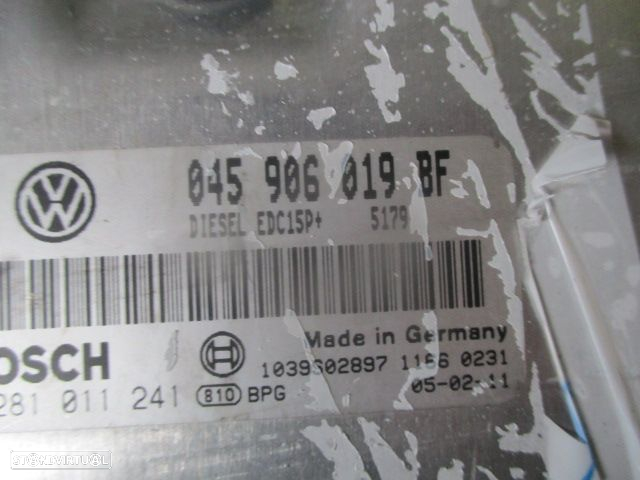 045 906 019 BF
DIESEL EDC15P+ 5179
OSCH
Made in Germany
1039S02897 1166 0231
281 011 241 810 BPG
05-02-11
STANDVIRTUAL